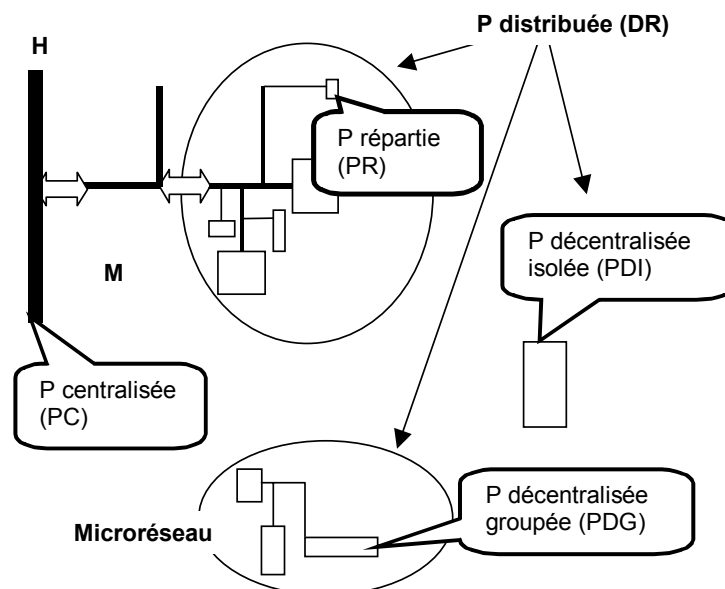 P distribuée (DR)
H
P répartie
(PR)
P décentralisée
isolée (PDI)
M
P centralisée
(PC)
P décentralisée
groupée (PDG)
Microréseau